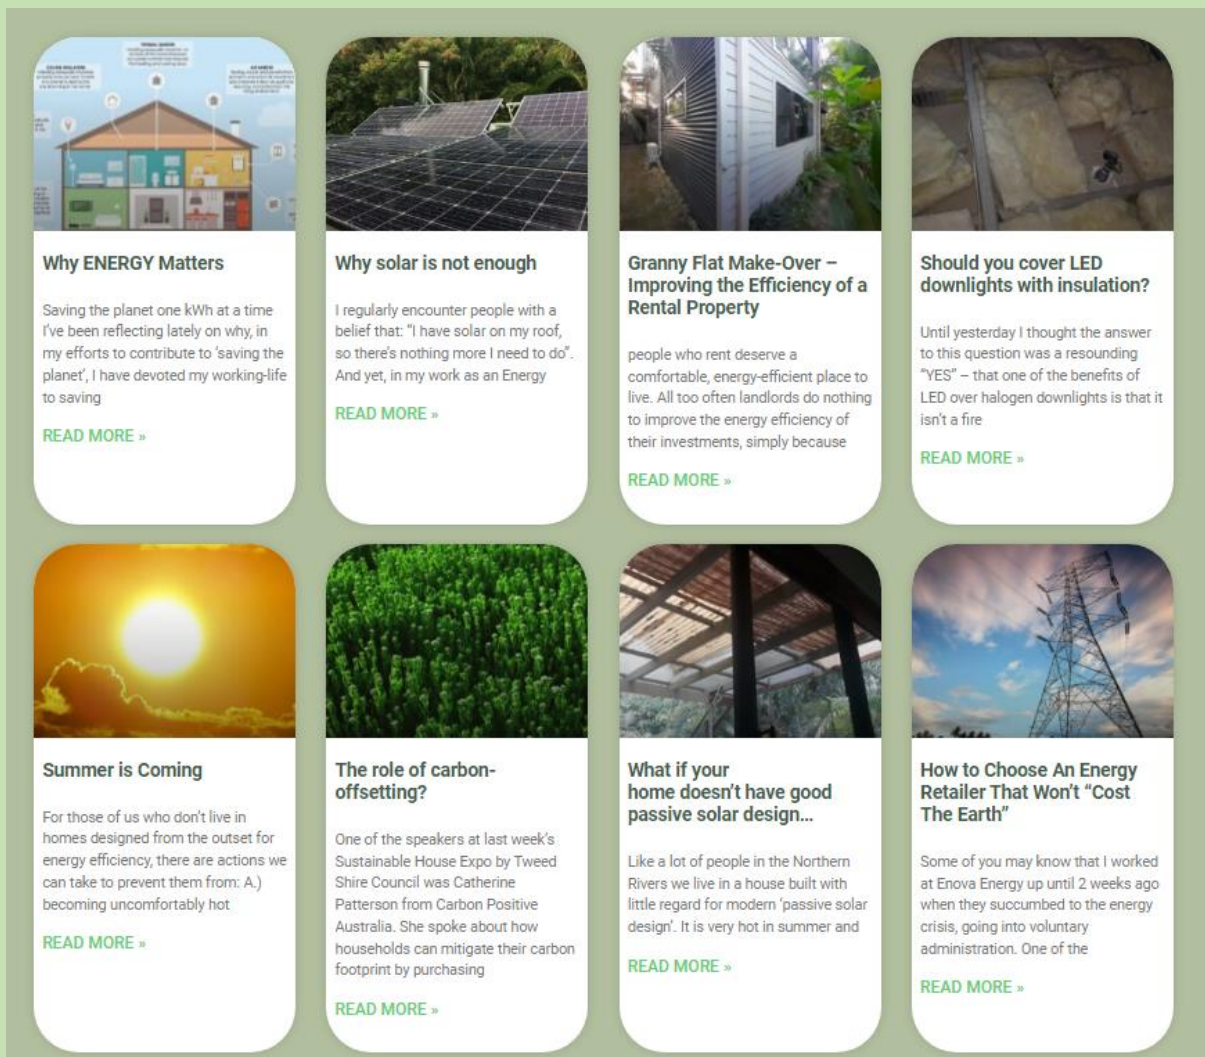 Why ENERGY Matters
Saving the planet one kWh at a time
I've been reflecting lately on why, in
my efforts to contribute to 'saving the
planet', I have devoted my working-life
to saving
READ MORE »
Why solar is not enough
I regularly encounter people with a
belief that: "I have solar on my roof,
so there's nothing more I need to do".
And yet, in my work as an Energy
READ MORE »
Granny Flat Make-Over –
Improving the Efficiency of a
Rental Property
people who rent deserve a
comfortable, energy-efficient place to
live. All too often landlords do nothing
to improve the energy efficiency of
their investments, simply because
READ MORE »
Should you cover LED
downlights with insulation?
Until yesterday I thought the answer
to this question was a resounding
"YES" – that one of the benefits of
LED over halogen downlights is that it
isn't a fire
READ MORE »
Summer is Coming
For those of us who don't live in
homes designed from the outset for
energy efficiency, there are actions we
can take to prevent them from: A.)
becoming uncomfortably hot
READ MORE »
The role of carbon-
offsetting?
One of the speakers at last week's
Sustainable House Expo by Tweed
Shire Council was Catherine
Patterson from Carbon Positive
Australia. She spoke about how
households can mitigate their carbon
footprint by purchasing
READ MORE »
What if your
home doesn't have good
passive solar design...
Like a lot of people in the Northern
Rivers we live in a house built with
little regard for modern 'passive solar
design'. It is very hot in summer and
READ MORE »
How to Choose An Energy
Retailer That Won't "Cost
The Earth"
Some of you may know that I worked
at Enova Energy up until 2 weeks ago
when they succumbed to the energy
crisis, going into voluntary
administration. One of the
READ MORE »